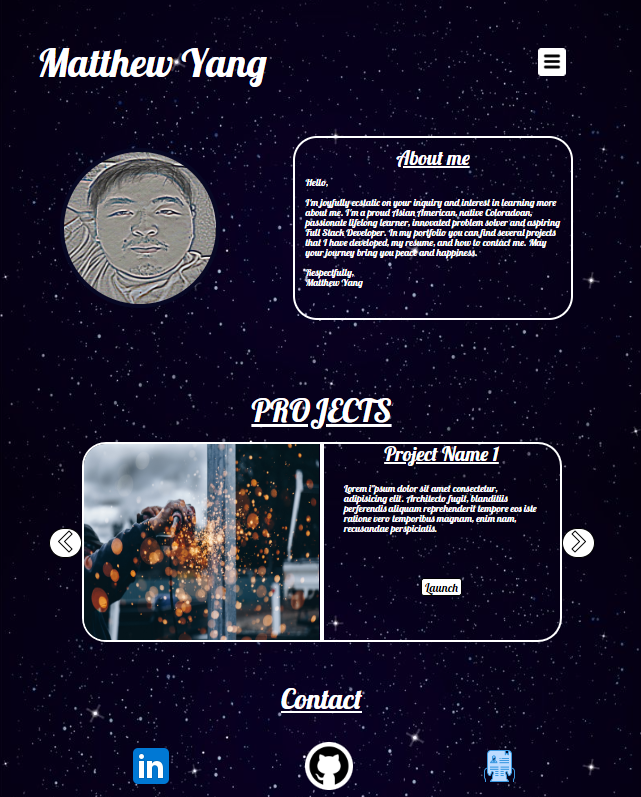 Matthew Yang
About me
Hello,
I'm joyfully ecstatic on your inquiry and interest in learning more
about me. I'm a proud Asian American, native Coloradoan,
passionate lifelong learner, innovated problem solver and aspiring
Full Stack Developer. In my portfolio you can find several projects
that I have developed, my resume, and how to contact me. May
your journey bring you peace and happiness.
Respectfully,
Matthew Yang
PROJECTS
Project Name 1
Lorem i"psum dolor sit amet consectetur,
adipisicing elit. Architecto fugit, blanditiis
perferendis aliquam reprehenderit tempore eos iste
ratione vero temporibus magnam, enim nam,
recusandae perspiciatis.
Launch
Contact
in